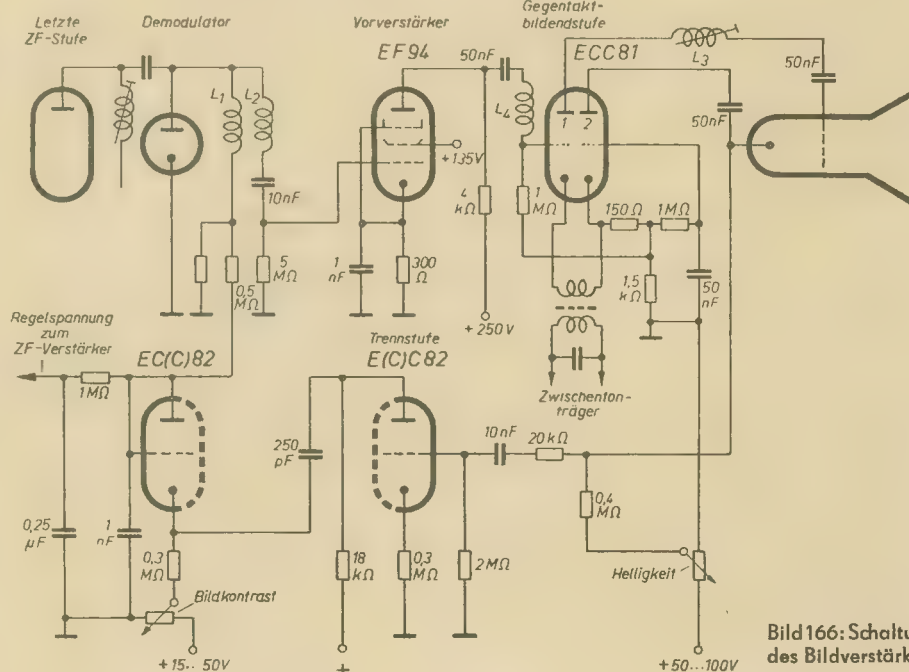 Letzte
ZF-Stufe
Demodulator
Vorverstärker
EF 94
Gegentakt-
bildendstufe
ECC 81
L1
L2
10nF
50nF
+135V
L4
1
2
L3
50nF
50nF
4
kΩ
1
MΩ
150Ω
1MΩ
1,5
kΩ
50
nF
5
MΩ
0,5
MΩ
1
nF
300
Ω
+250V
Zwischenton-
träger
Regelspannung
zum
ZF-Verstärker
EC(C)82
1MΩ
Trennstufe
E(C)C82
250
pF
10nF
20kΩ
0,4
MΩ
0,25
µF
1
nF
0,3
MΩ
18
kΩ
0,3
MΩ
2MΩ
Helligkeit
Bildkontrast
+15..50V
+
+50...100V
Bild 166: Schaltu
des Bildverstärk